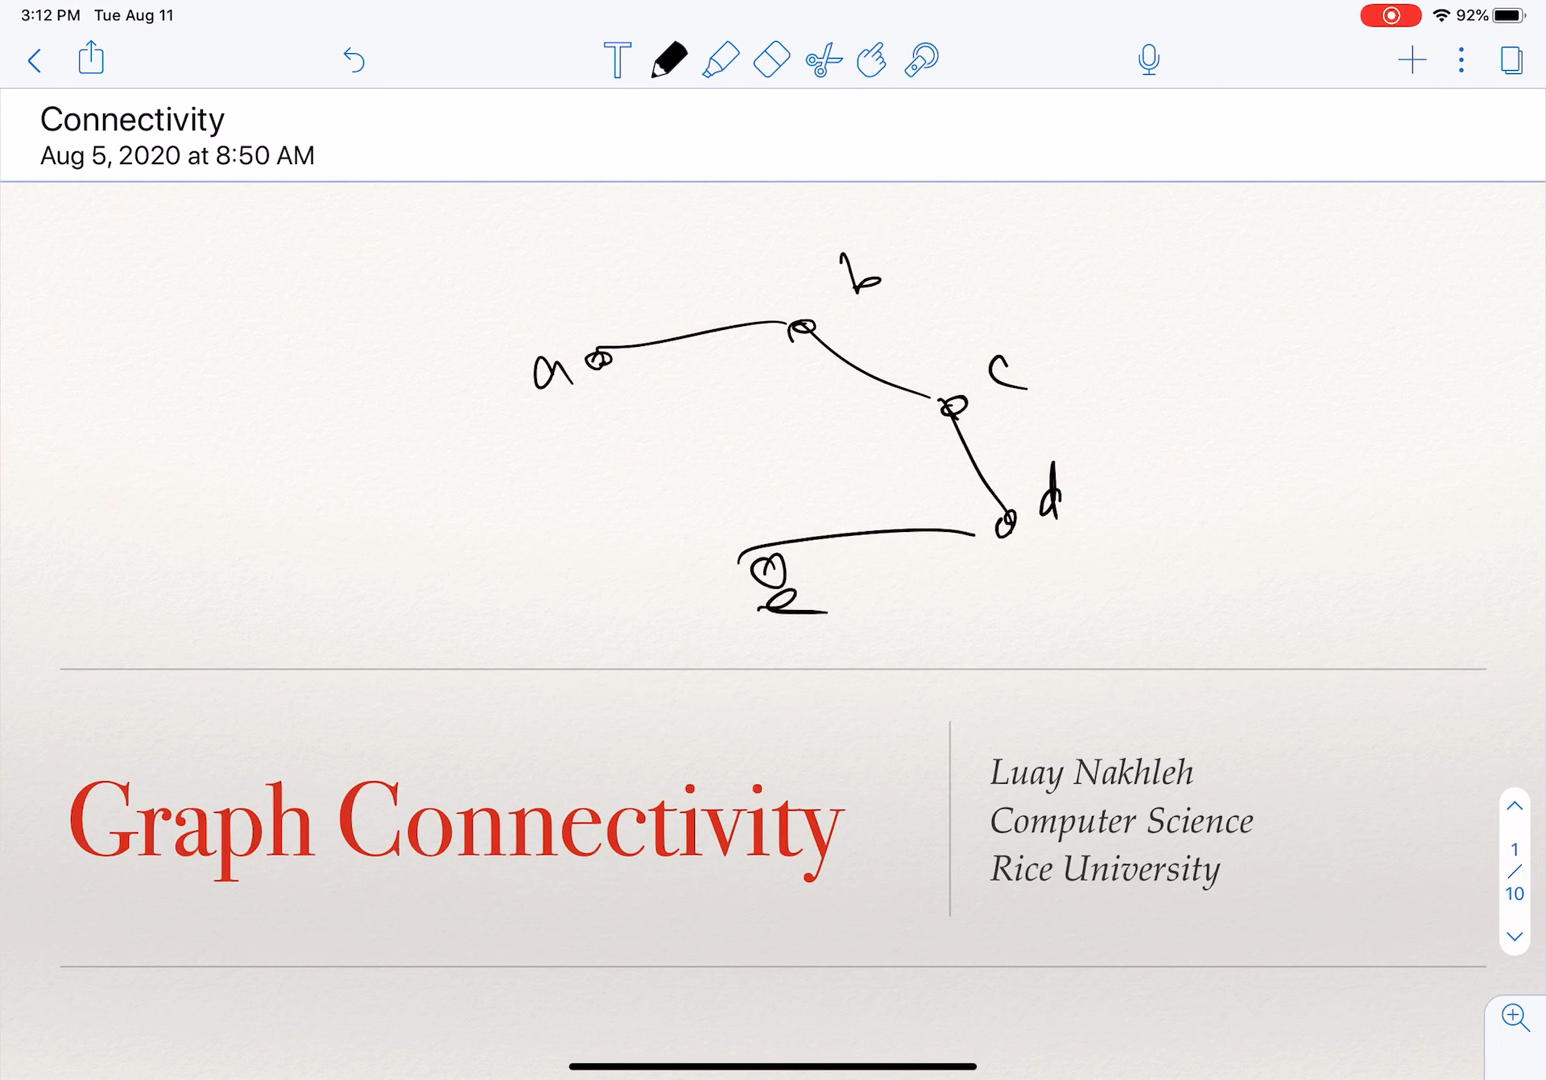 3:12 PM Tue Aug 11
92%
T
Connectivity
Aug 5, 2020 at 8:50 AM
b
a
c
d
e
Graph Connectivity
Luay Nakhleh
Computer Science
Rice University
1
/
10